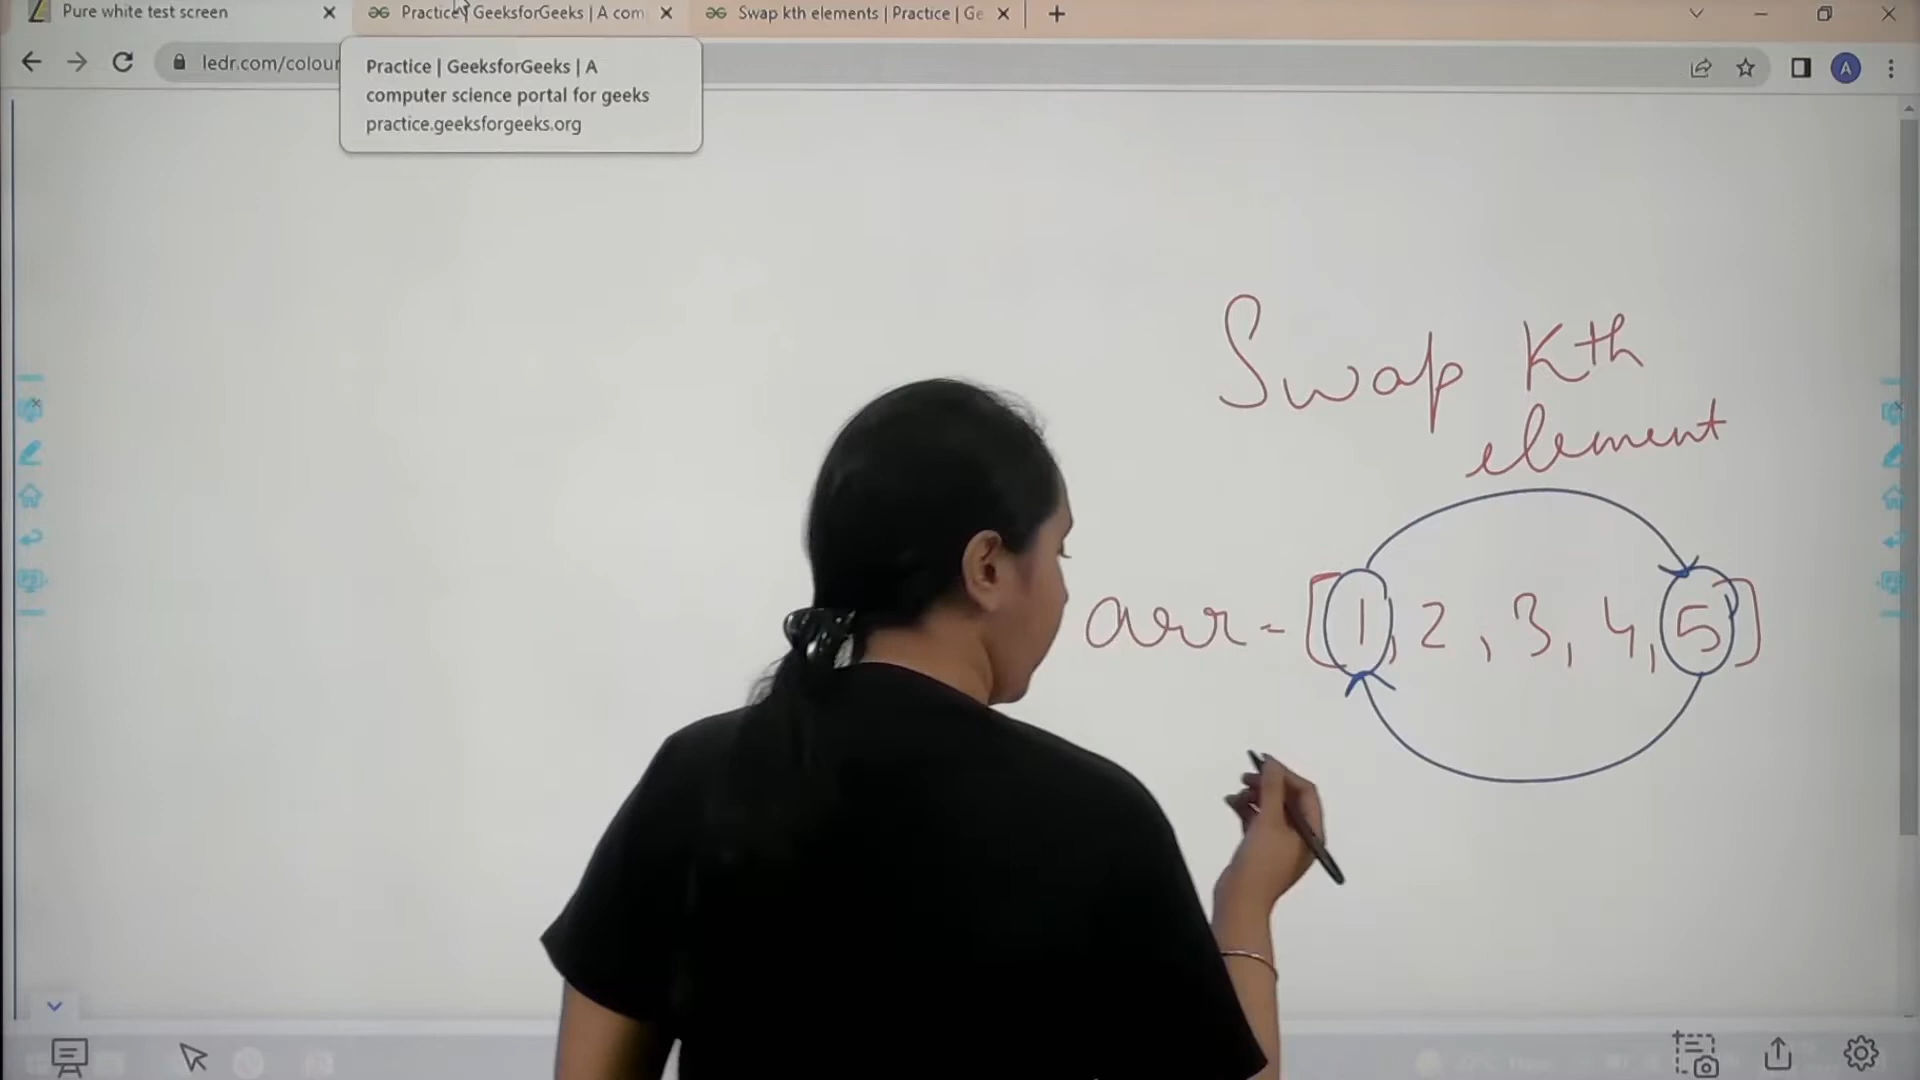 Pure white test screen
Practice | GeeksforGeeks | A com
Swap kth elements | Practice | Ge
ledr.com/colour
A
Practice | GeeksforGeeks | A
computer science portal for geeks
practice.geeksforgeeks.org
Swap Kth
element
arr = [1, 2, 3, 4, 5]